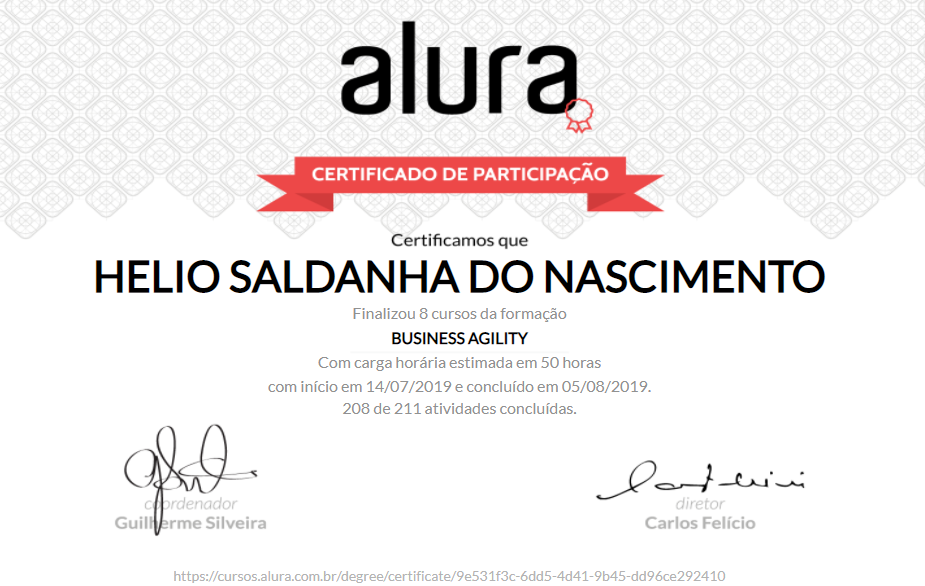 alura
CERTIFICADO DE PARTICIPAÇÃO
Certificamos que
HELIO SALDANHA DO NASCIMENTO
Finalizou 8 cursos da formação
BUSINESS AGILITY
Com carga horária estimada em 50 horas
com início em 14/07/2019 e concluído em 05/08/2019.
208 de 211 atividades concluídas.
coordenador
Guilherme Silveira
diretor
Carlos Felício
https://cursos.alura.com.br/degree/certificate/9e531f3c-6dd5-4d41-9b45-dd96ce292410